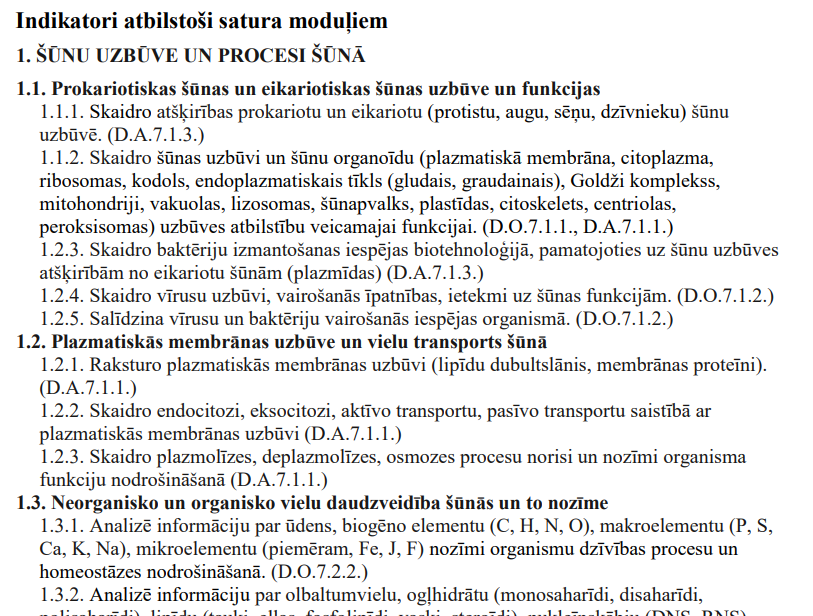 Indikatori atbilstoši satura moduļiem
1. ŠŪNU UZBŪVE UN PROCESI ŠŪNĀ
1.1. Prokariotiskas šūnas un eikariotiskas šūnas uzbūve un funkcijas
1.1.1. Skaidro atšķirības prokariotu un eikariotu (protistu, augu, sēņu, dzīvnieku) šūnu
uzbūvē. (D.A.7.1.3.)
1.1.2. Skaidro šūnas uzbūvi un šūnu organoīdu (plazmatiskā membrāna, citoplazma,
ribosomas, kodols, endoplazmatiskais tīkls (gludais, graudainais), Goldži komplekss,
mitohondriji, vakuolas, lizosomas, šūnapvalks, plastīdas, citoskelets, centriolas,
peroksisomas) uzbūves atbilstību veicamajai funkcijai. (D.O.7.1.1., D.A.7.1.1.)
1.2.3. Skaidro baktēriju izmantošanas iespējas biotehnoloģijā, pamatojoties uz šūnu uzbūves
atšķirībām no eikariotu šūnām (plazmīdas) (D.A.7.1.3.)
1.2.4. Skaidro vīrusu uzbūvi, vairošanās īpatnības, ietekmi uz šūnas funkcijām. (D.O.7.1.2.)
1.2.5. Salīdzina vīrusu un baktēriju vairošanās iespējas organismā. (D.O.7.1.2.)
1.2. Plazmatiskās membrānas uzbūve un vielu transports šūnā
1.2.1. Raksturo plazmatiskās membrānas uzbūvi (lipīdu dubultslānis, membrānas proteīni).
(D.A.7.1.1.)
1.2.2. Skaidro endocitozi, eksocitozi, aktīvo transportu, pasīvo transportu saistībā ar
plazmatiskās membrānas uzbūvi (D.A.7.1.1.)
1.2.3. Skaidro plazmolīzes, deplazmolīzes, osmozes procesu norisi un nozīmi organisma
funkciju nodrošināšanā (D.A.7.1.1.)
1.3. Neorganisko un organisko vielu daudzveidība šūnās un to nozīme
1.3.1. Analizē informāciju par ūdens, biogēno elementu (C, H, N, O), makroelementu (P, S,
Ca, K, Na), mikroelementu (piemēram, Fe, J, F) nozīmi organismu dzīvības procesu un
homeostāzes nodrošināšanā. (D.O.7.2.2.)
1.3.2. Analizē informāciju par olbaltumvielu, ogļhidrātu (monosaharīdi, disaharīdi,